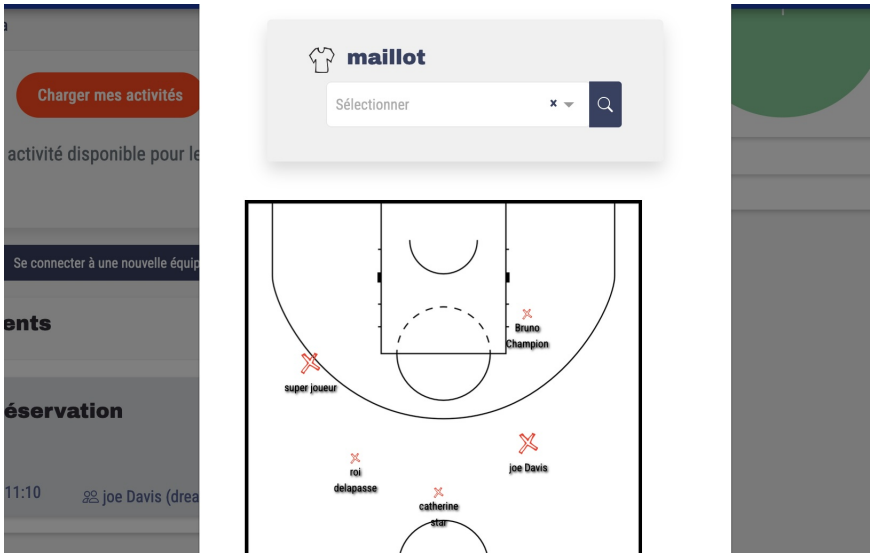 a
Charger mes activités
activité disponible pour le
Se connecter à une nouvelle équip
ents
éservation
11:10
joe Davis (drea
maillot
Sélectionner
x
Bruno
Champion
super joueur
joe Davis
roi
delapasse
catherine
star